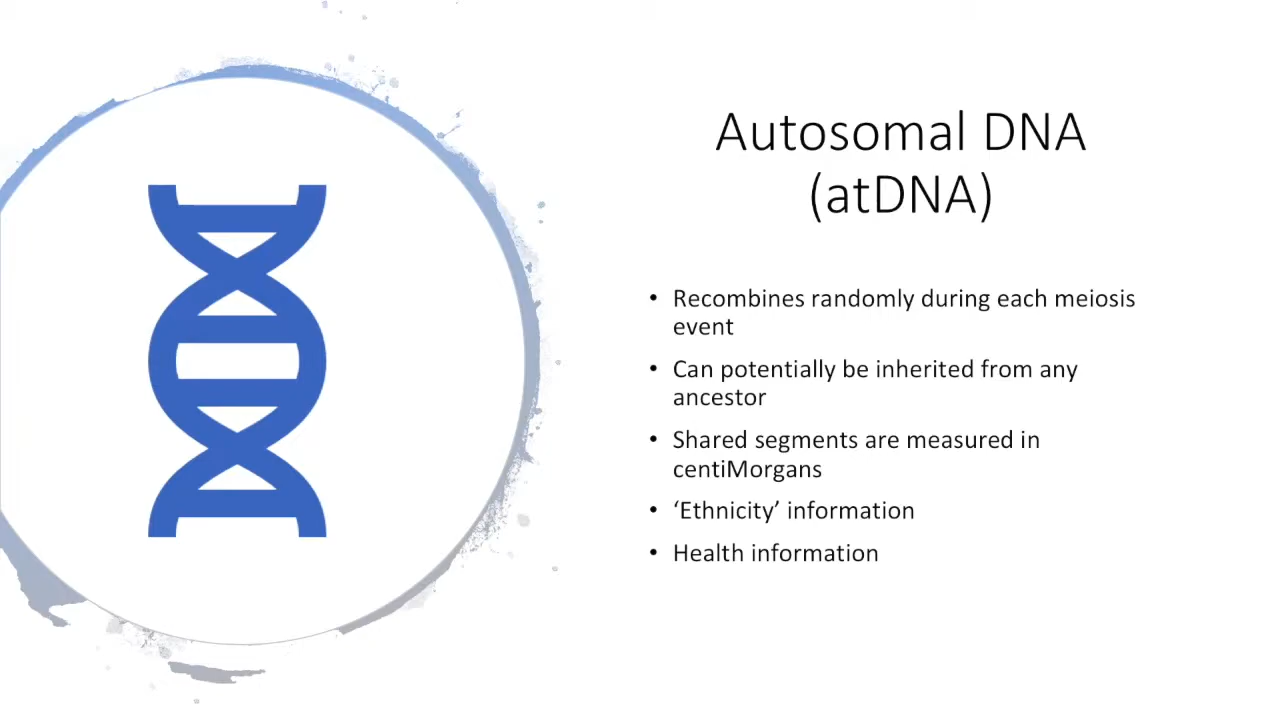 Autosomal DNA
(atDNA)
• Recombines randomly during each meiosis
event
• Can potentially be inherited from any
ancestor
• Shared segments are measured in
centiMorgans
• ‘Ethnicity’ information
• Health information